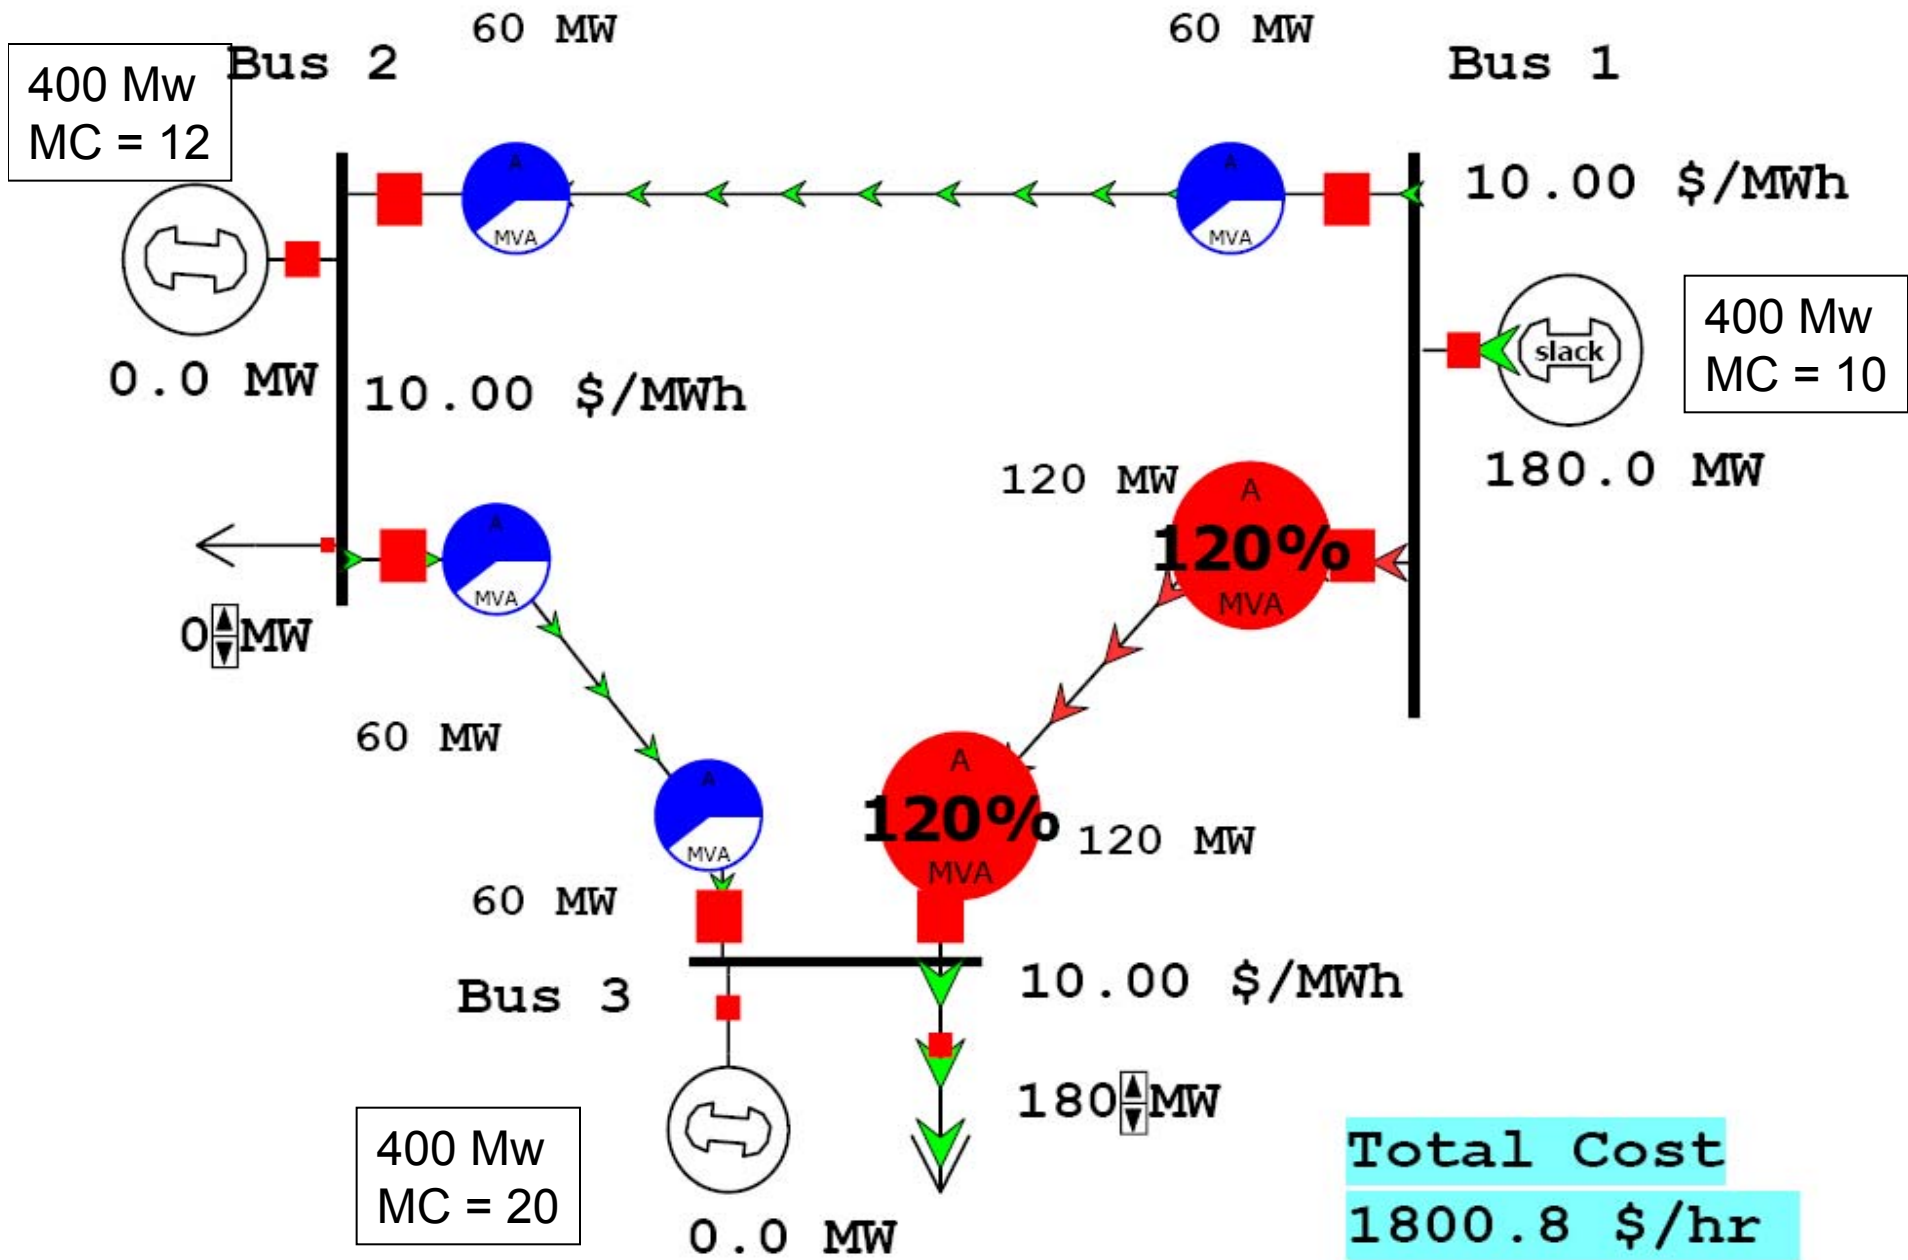 60 MW
60 MW
Bus 2
Bus 1
400 Mw
MC = 12
A
MVA
A
MVA
10.00 $/MWh
0.0 MW
10.00 $/MWh
slack
400 Mw
MC = 10
180.0 MW
120 MW
A
120%
MVA
A
MVA
0 MW
60 MW
A
MVA
A
120%
MVA
120 MW
60 MW
Bus 3
10.00 $/MWh
180 MW
400 Mw
MC = 20
0.0 MW
Total Cost
1800.8 $/hr